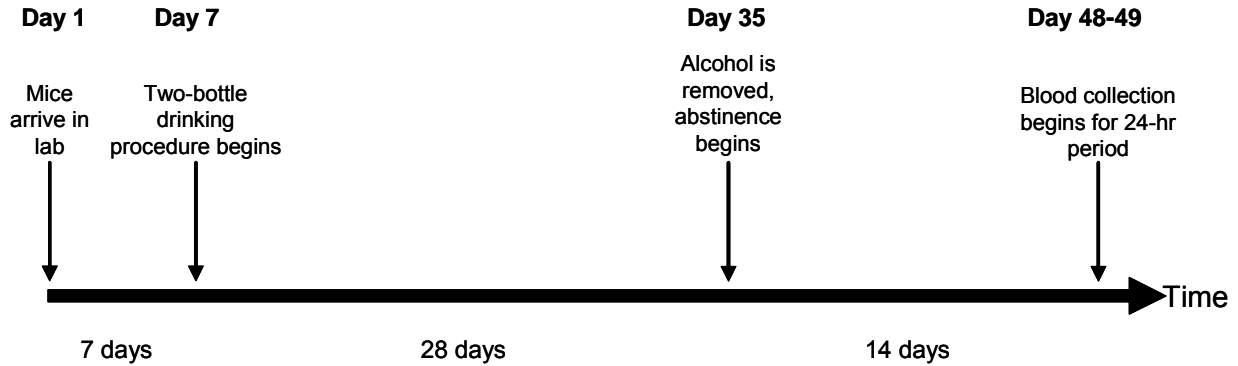 Day 1
Day 7
Day 35
Day 48-49
Mice
arrive in
lab
Two-bottle
drinking
procedure begins
Alcohol is
removed,
abstinence
begins
Blood collection
begins for 24-hr
period
Time
7 days
28 days
14 days